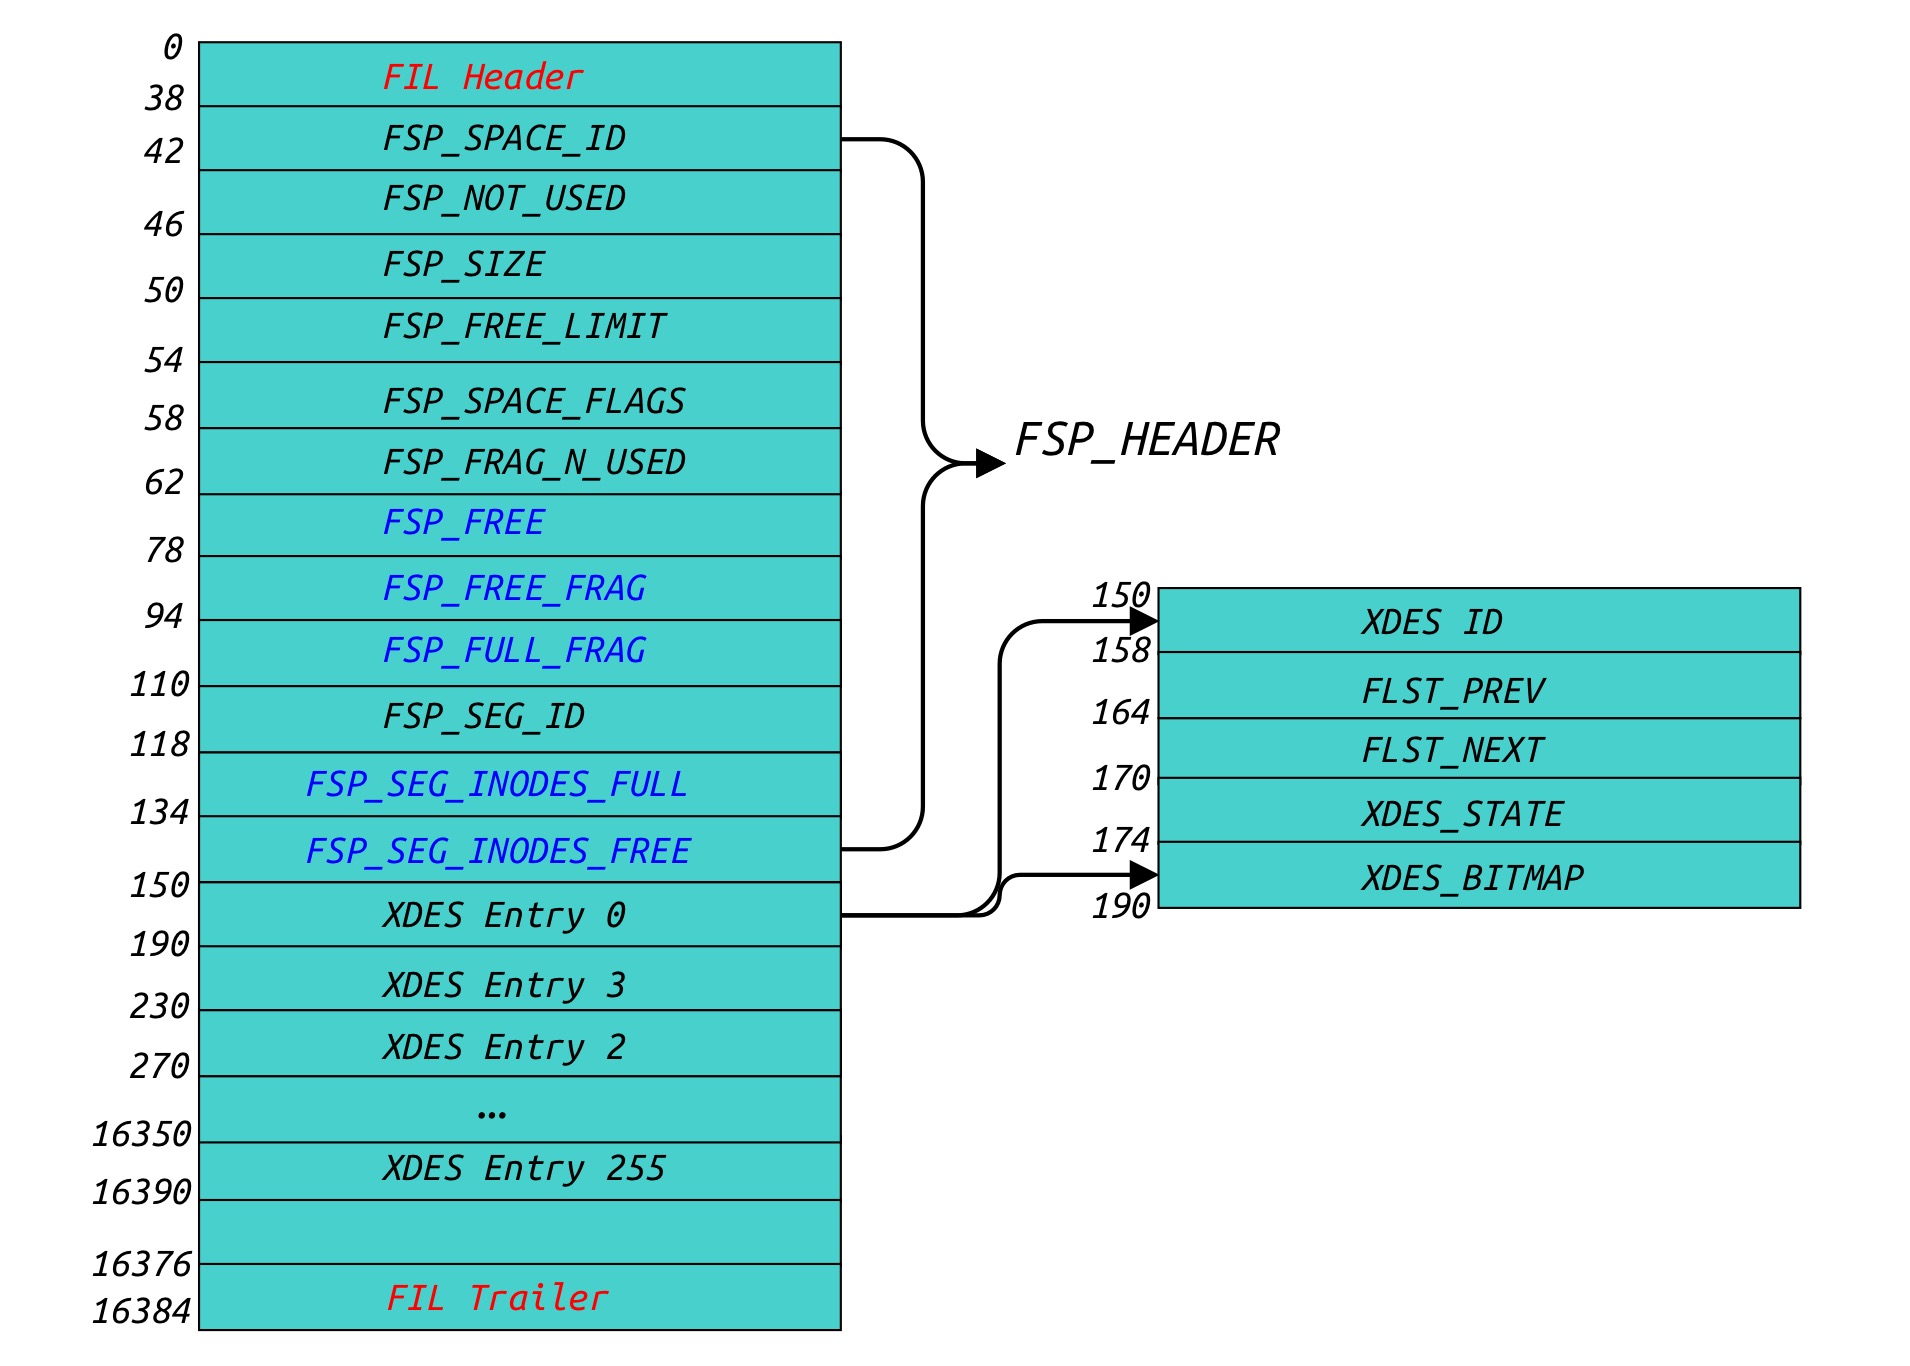 0
FIL Header
38
FSP_SPACE_ID
42
FSP_NOT_USED
46
FSP_SIZE
50
FSP_FREE_LIMIT
54
FSP_SPACE_FLAGS
58
FSP_FRAG_N_USED
62
FSP_FREE
78
FSP_FREE_FRAG
94
FSP_FULL_FRAG
110
FSP_SEG_ID
118
FSP_SEG_INODES_FULL
134
FSP_SEG_INODES_FREE
150
XDES Entry 0
190
XDES Entry 3
230
XDES Entry 2
270
...
16350
XDES Entry 255
16390
16376
FIL Trailer
16384
FSP_HEADER
150
XDES ID
158
FLST_PREV
164
FLST_NEXT
170
XDES_STATE
174
XDES_BITMAP
190